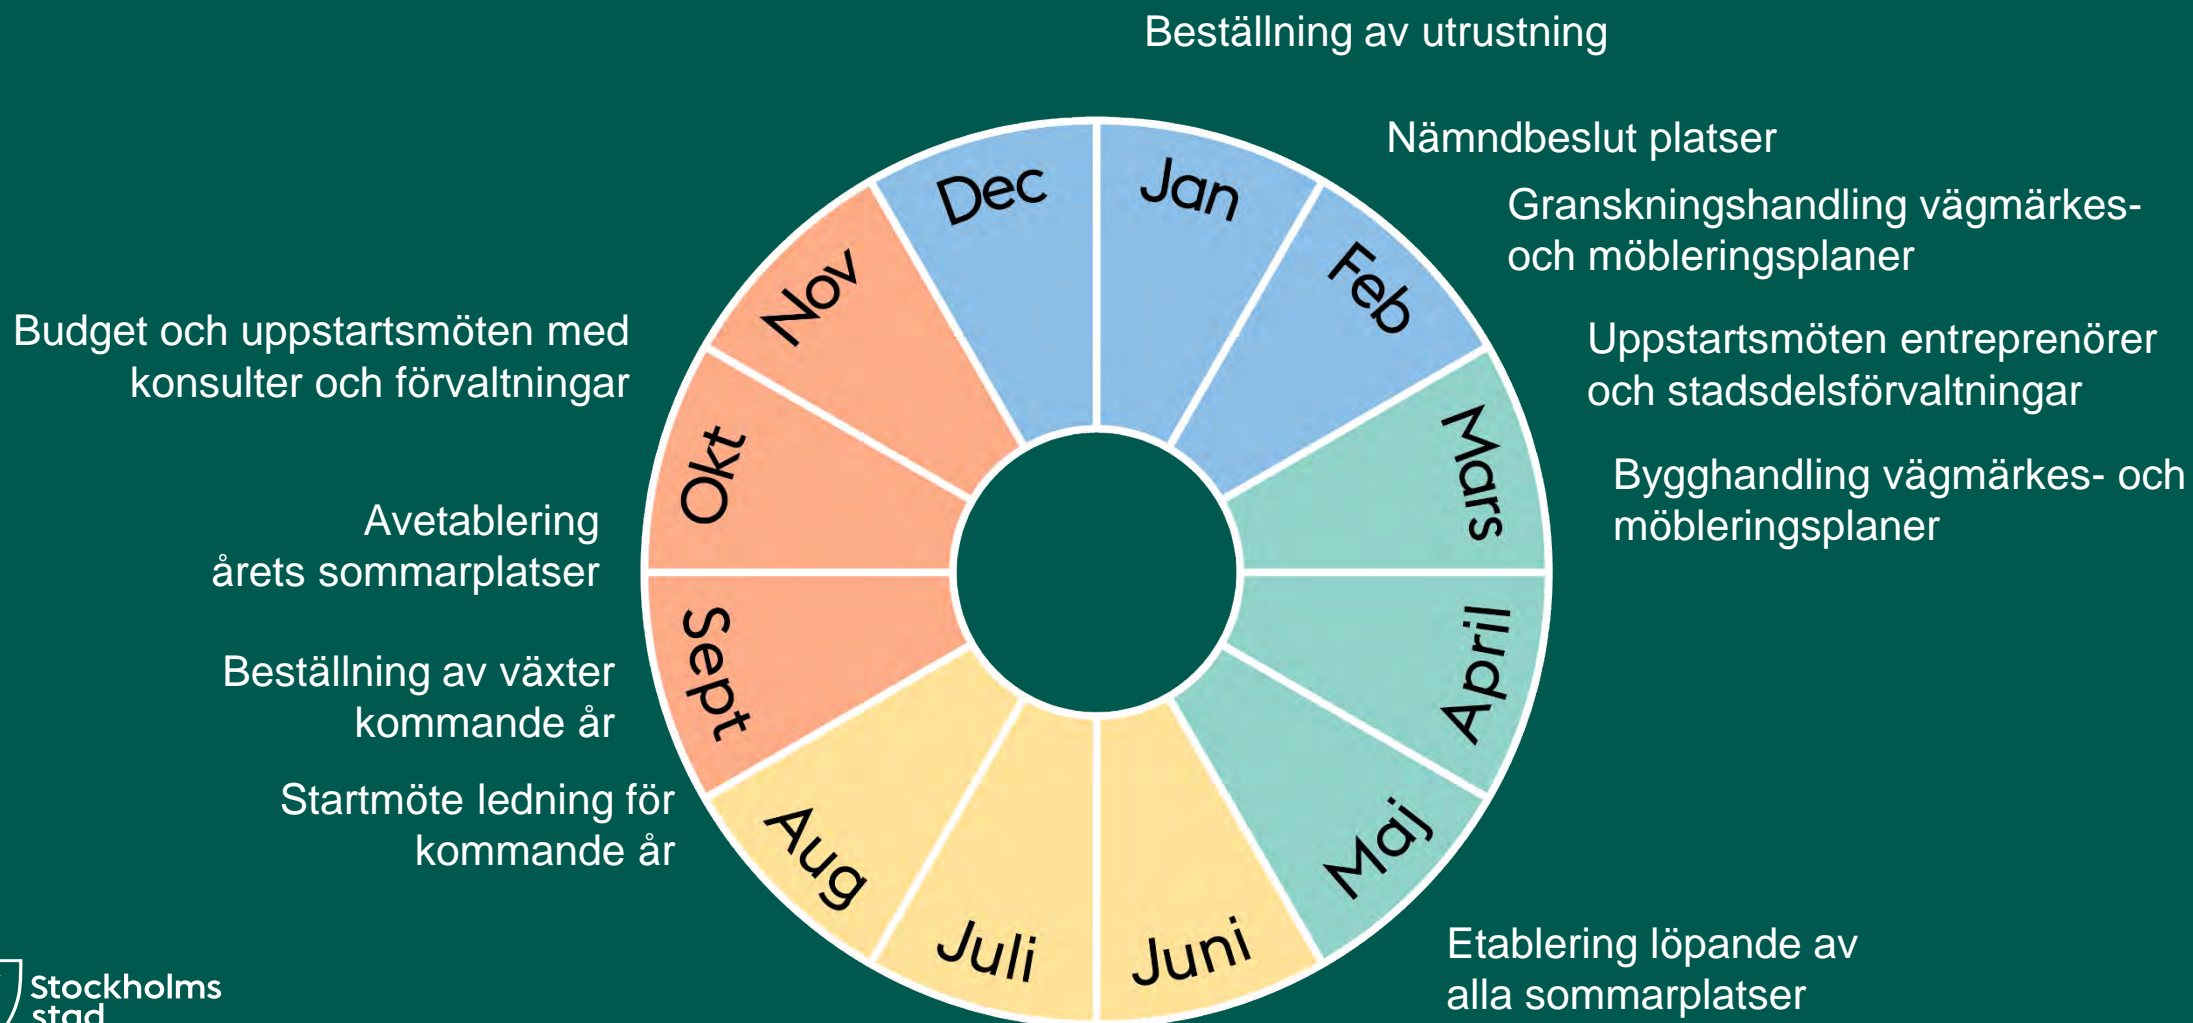 Beställning av utrustning
Nämndbeslut platser
Granskningshandling vägmärkes-
och möbleringsplaner
Uppstartsmöten entreprenörer
och stadsdelsförvaltningar
Bygghandling vägmärkes- och
möbleringsplaner
Etablering löpande av
alla sommarplatser
Budget och uppstartsmöten med
konsulter och förvaltningar
Avetablering
årets sommarplatser
Beställning av växter
kommande år
Startmöte ledning för
kommande år
Jan
Feb
Mars
April
Maj
Juni
Juli
Aug
Sept
Okt
Nov
Dec
Stockholms
stad